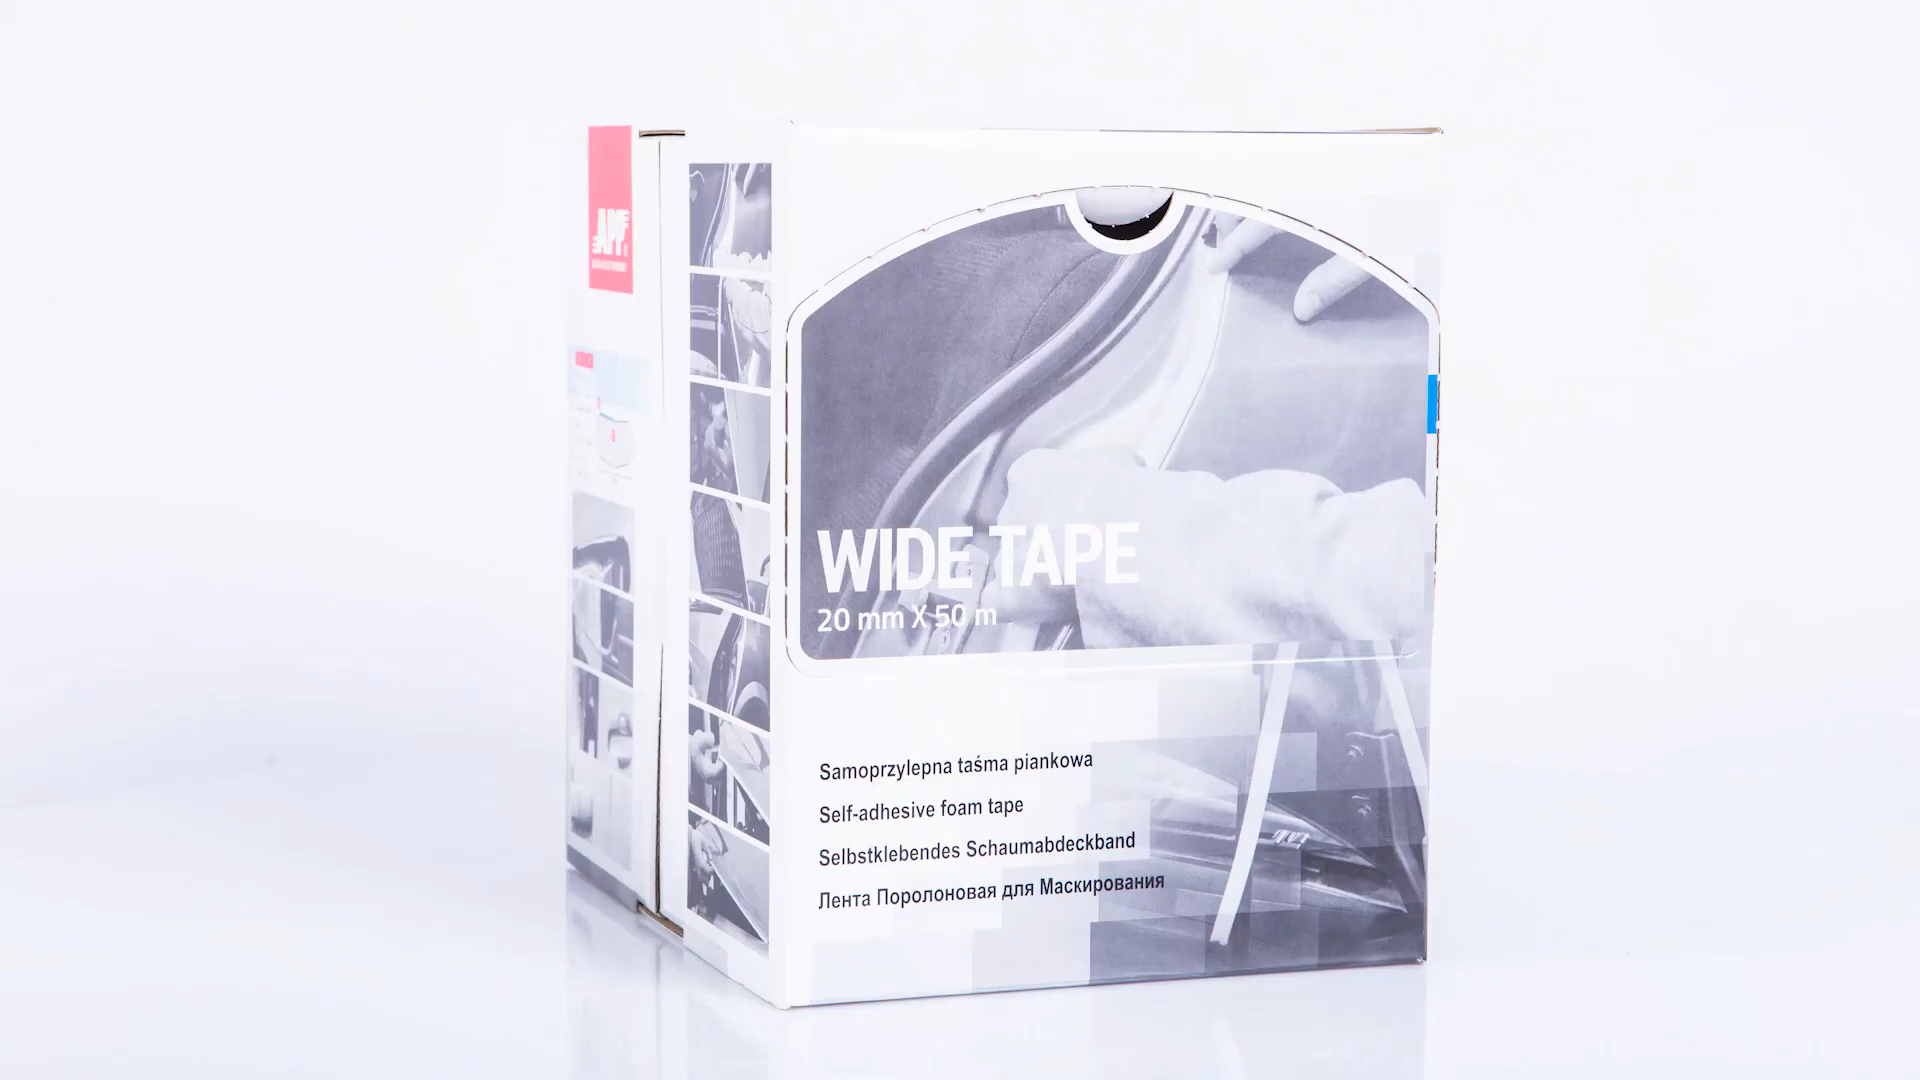 WIDE TAPE
20 mm X 50 m
Samoprzylepna taśma piankowa
Self-adhesive foam tape
Selbstklebendes Schaumabdeckband
Лента Поролоновая для Маскирования